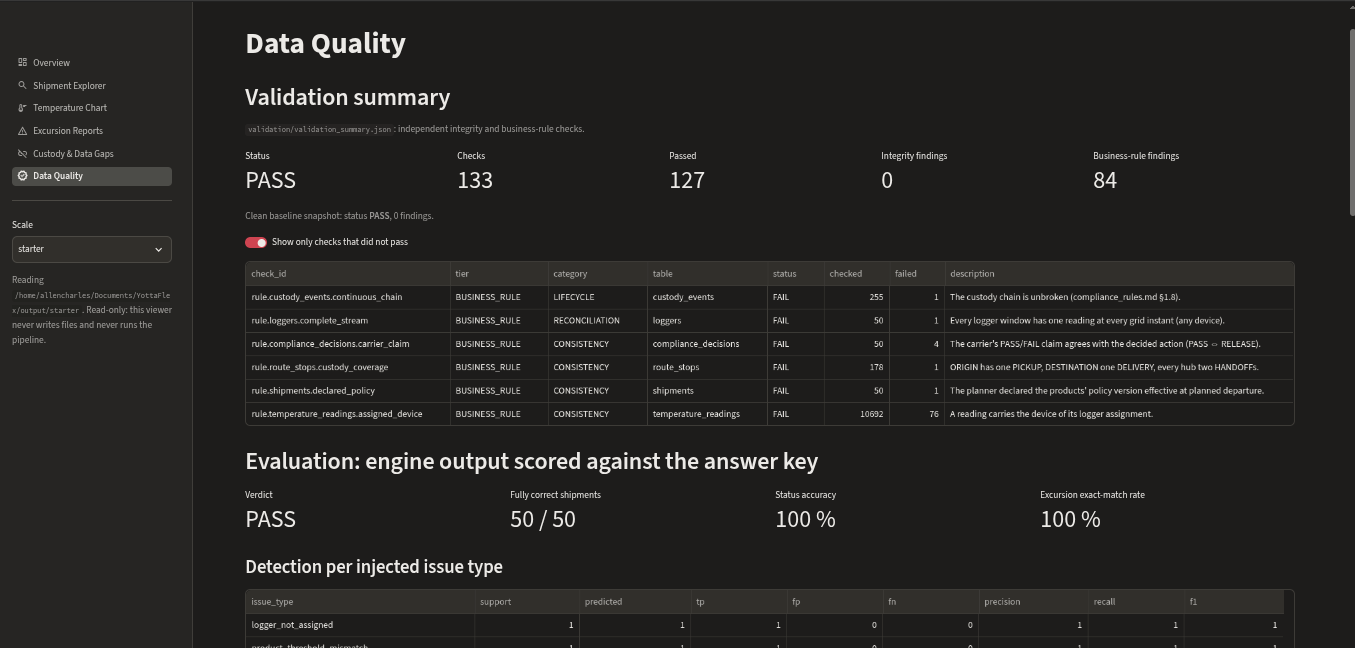 Overview
Shipment Explorer
Temperature Chart
Excursion Reports
Custody & Data Gaps
Data Quality
Scale
starter
Reading
/home/allencharles/Documents/YottaFle
x/output/starter . Read-only: this viewer
never writes files and never runs the
pipeline.
Data Quality
Validation summary
validation/validation_summary.json : independent integrity and business-rule checks.
Status Checks Passed Integrity findings Business-rule findings
PASS 133 127 0 84
Clean baseline snapshot: status PASS, 0 findings.
Show only checks that did not pass
check_id tier category table status checked failed description
rule.custody_events.continuous_chain BUSINESS_RULE LIFECYCLE custody_events FAIL 255 1 The custody chain is unbroken (compliance_rules.md §1.8).
rule.loggers.complete_stream BUSINESS_RULE RECONCILIATION loggers FAIL 50 1 Every logger window has one reading at every grid instant (any device).
rule.compliance_decisions.carrier_claim BUSINESS_RULE CONSISTENCY compliance_decisions FAIL 50 4 The carrier's PASS/FAIL claim agrees with the decided action (PASS ⇔ RELEASE).
rule.route_stops.custody_coverage BUSINESS_RULE CONSISTENCY route_stops FAIL 178 1 ORIGIN has one PICKUP, DESTINATION one DELIVERY, every hub two HANDOFFs.
rule.shipments.declared_policy BUSINESS_RULE CONSISTENCY shipments FAIL 50 1 The planner declared the products' policy version effective at planned departure.
rule.temperature_readings.assigned_device BUSINESS_RULE CONSISTENCY temperature_readings FAIL 10692 76 A reading carries the device of its logger assignment.
Evaluation: engine output scored against the answer key
Verdict Fully correct shipments Status accuracy Excursion exact-match rate
PASS 50 / 50 100 % 100 %
Detection per injected issue type
issue_type support predicted tp fp fn precision recall f1
logger_not_assigned 1 1 1 0 0 1 1 1
product_threshold_mismatch 1 1 1 0 0 1 1 1